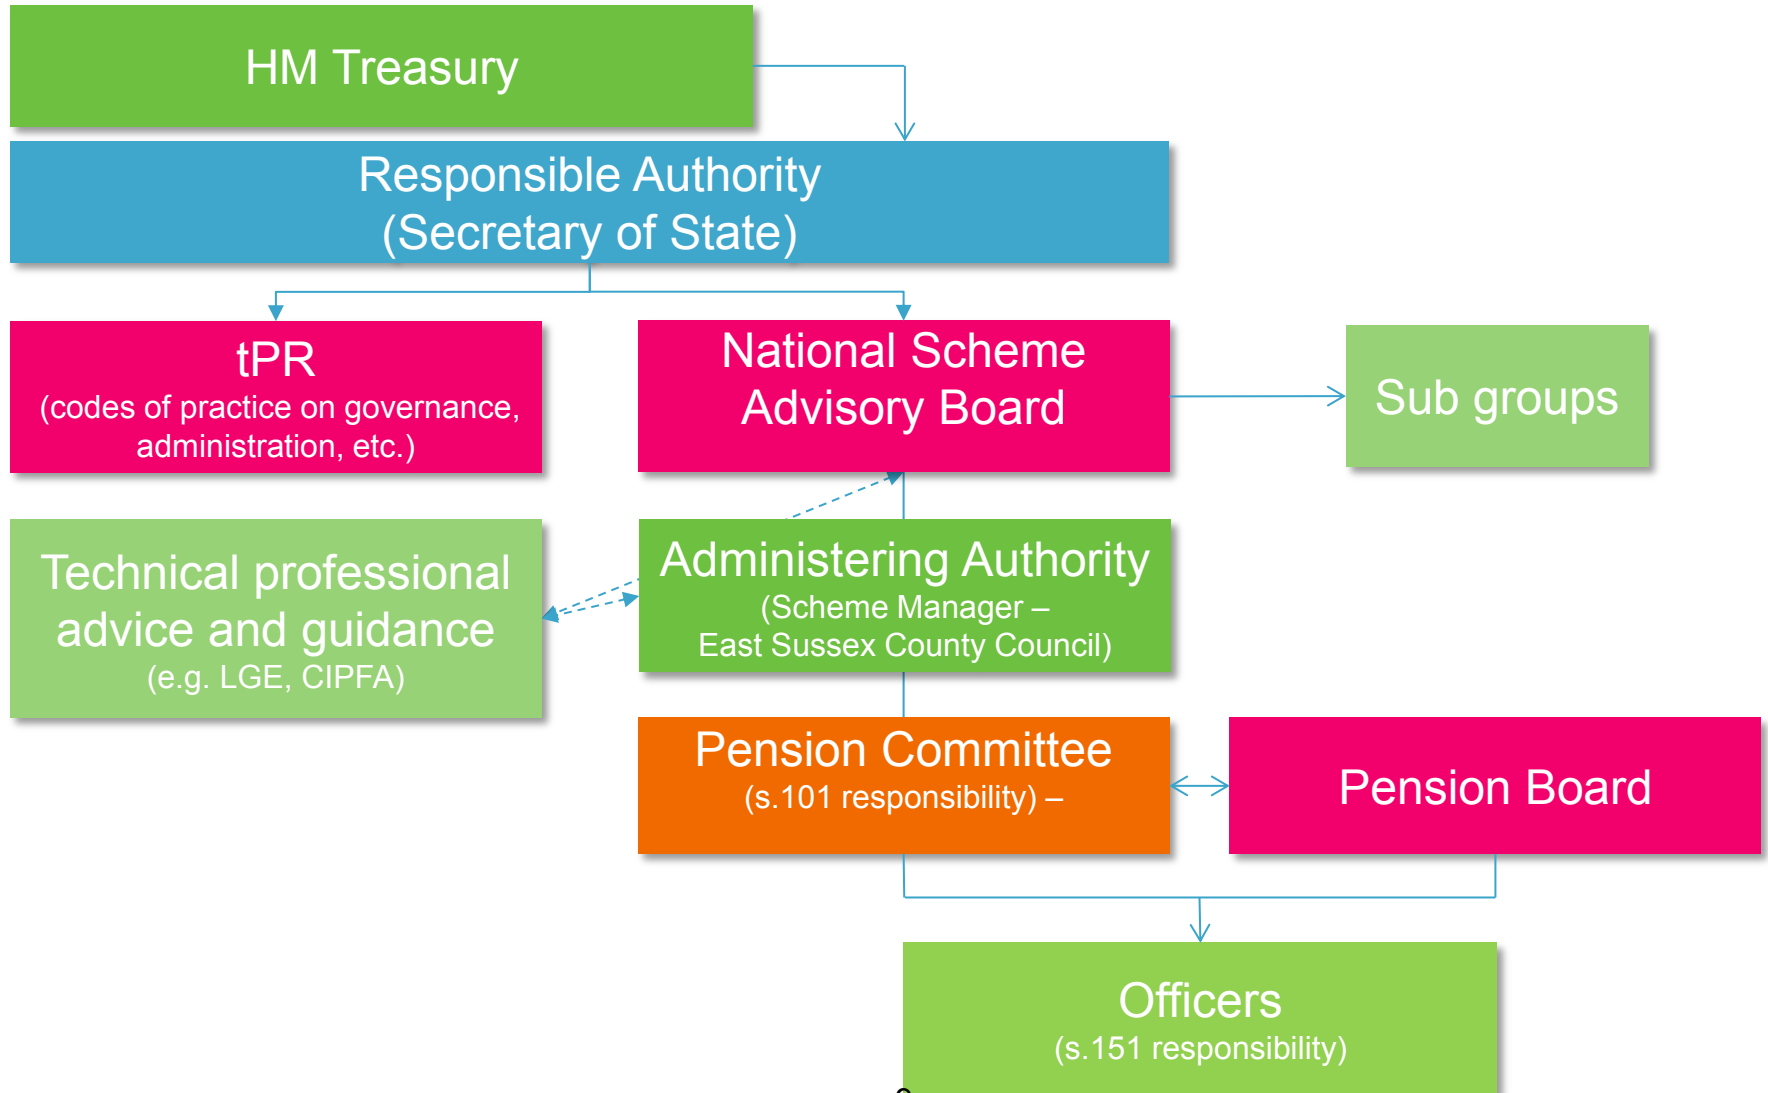 HM Treasury
Responsible Authority
(Secretary of State)
tPR
(codes of practice on governance,
administration, etc.)
National Scheme
Advisory Board
Sub groups
Technical professional
advice and guidance
(e.g. LGE, CIPFA)
Administering Authority
(Scheme Manager –
East Sussex County Council)
Pension Committee
(s.101 responsibility) –
Pension Board
Officers
(s.151 responsibility)